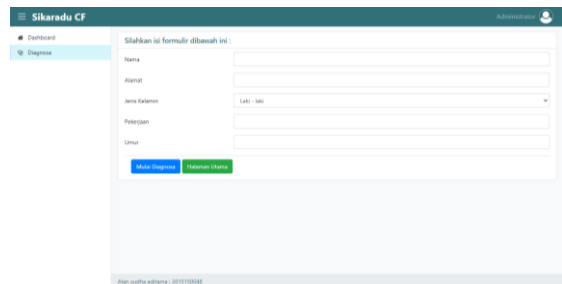 Sikaradu CF
Administrator
Dashboard
Diagnosa
Silahkan isi formulir dibawah ini :
Nama
Alamat
Jenis Kelamin
Laki - laki
Pekerjaan
Umur
Mulai Diagnosa
Halaman Utama
2015150046